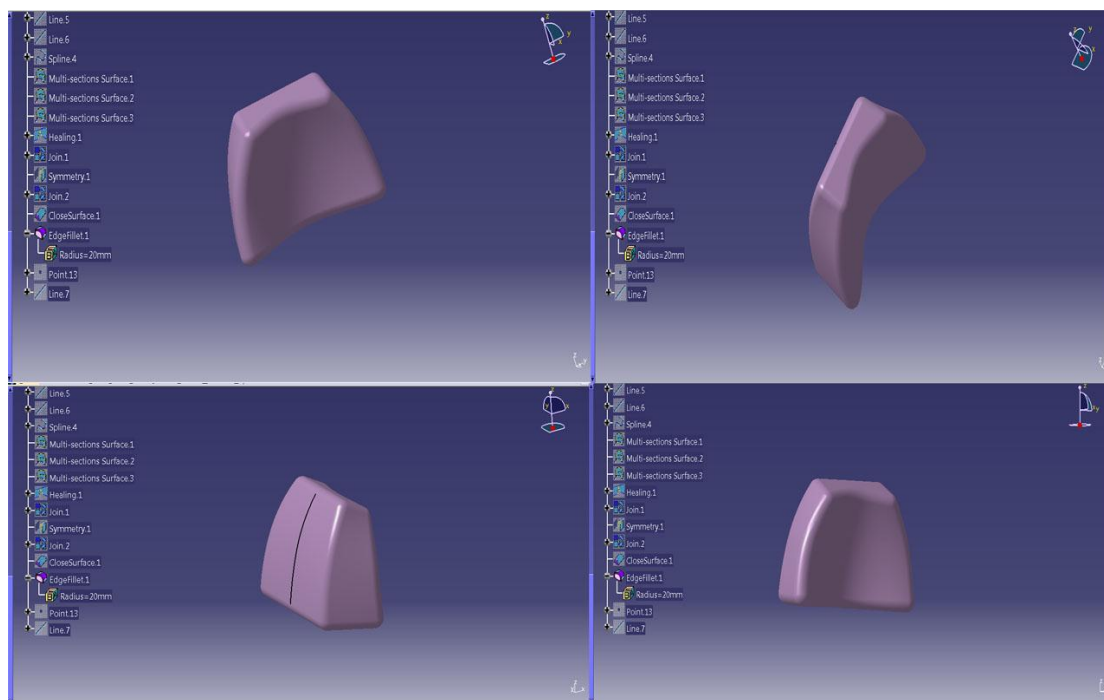 Line.5
Line.6
Spline.4
Multi-sections Surface.1
Multi-sections Surface.2
Multi-sections Surface.3
Healing.1
Join.1
Symmetry.1
Join.2
CloseSurface.1
EdgeFillet.1
Radius=20mm
Point.13
Line.7
Line.5
Line.6
Spline.4
Multi-sections Surface.1
Multi-sections Surface.2
Multi-sections Surface.3
Healing.1
Join.1
Symmetry.1
Join.2
CloseSurface.1
EdgeFillet.1
Radius=20mm
Point.13
Line.7
Line.5
Line.6
Spline.4
Multi-sections Surface.1
Multi-sections Surface.2
Multi-sections Surface.3
Healing.1
Join.1
Symmetry.1
Join.2
CloseSurface.1
EdgeFillet.1
Radius=20mm
Point.13
Line.7
Line.5
Line.6
Spline.4
Multi-sections Surface.1
Multi-sections Surface.2
Multi-sections Surface.3
Healing.1
Join.1
Symmetry.1
Join.2
CloseSurface.1
EdgeFillet.1
Radius=20mm
Point.13
Line.7